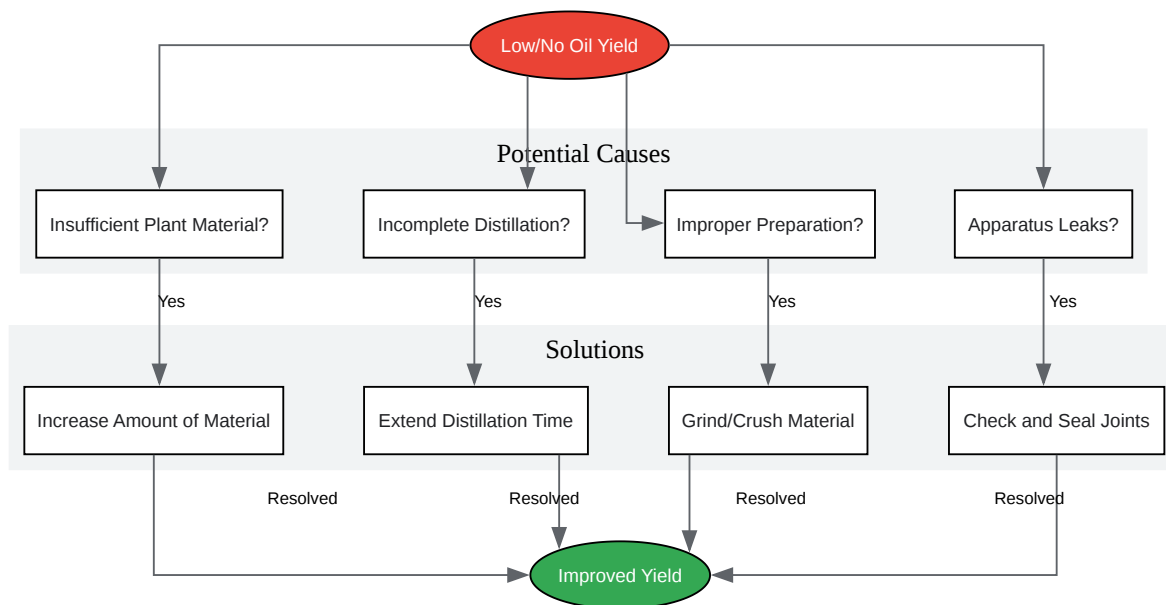 Low/No Oil Yield
Potential Causes
Insufficient Plant Material?
Incomplete Distillation?
Improper Preparation?
Apparatus Leaks?
Yes
Yes
Yes
Yes
Solutions
Increase Amount of Material
Extend Distillation Time
Grind/Crush Material
Check and Seal Joints
Resolved
Resolved
Resolved
Resolved
Improved Yield